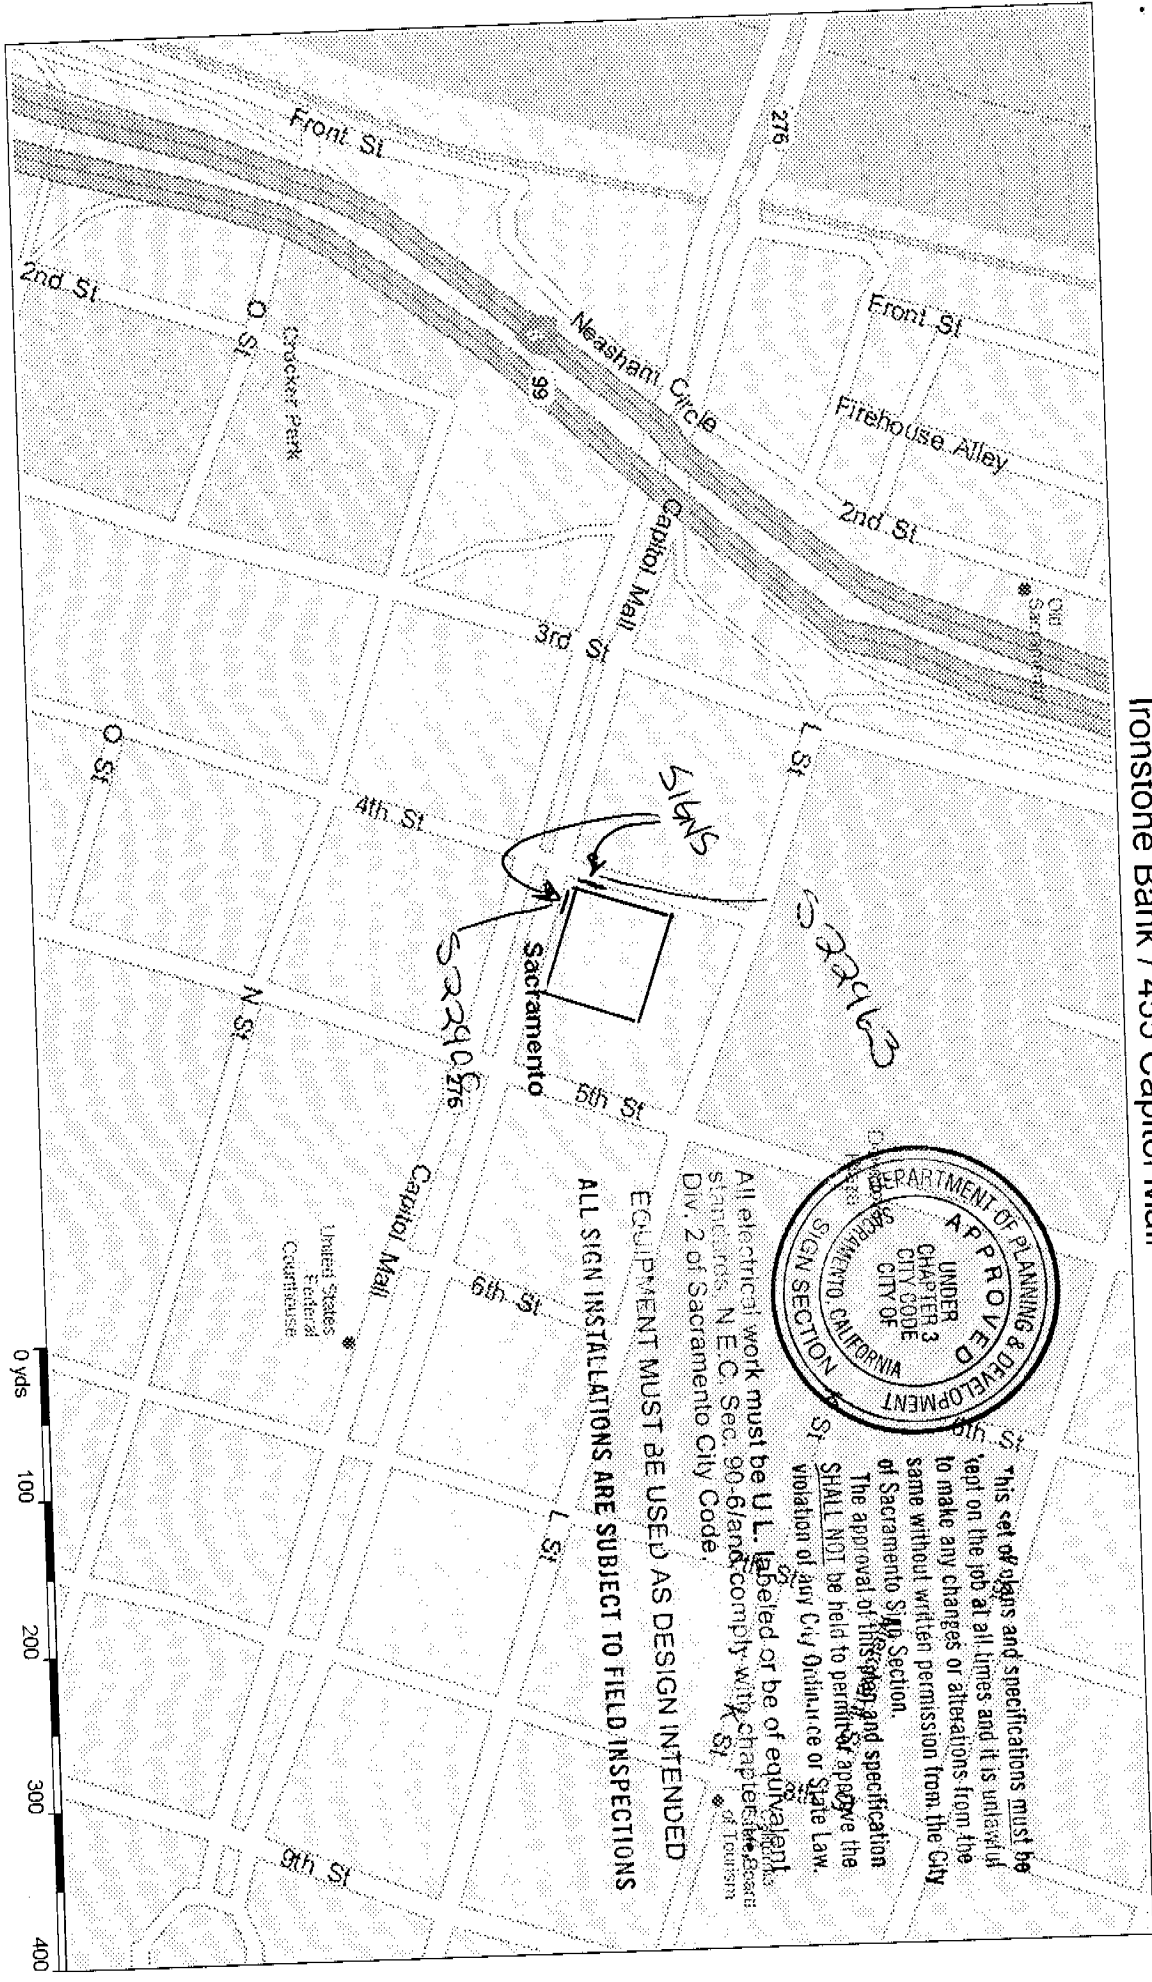 Ironstone Bank / 455 Capitol Mall
276
Front St
Front St
Firehouse Alley
2nd St
Old
Sacramento
Neasham Circle
99
2nd St
O St
Crocker Park
Capitol Mall
3rd St
L St
4th St
O St
SIGNS
S22963
Sacramento
S2290
276
N St
5th St
Capitol Mall
6th St
United States
Federal
Courthouse
L St
9th St
6th St
K St
DEPARTMENT OF PLANNING & DEVELOPMENT
SIGN SECTION
APPROVED
UNDER
CHAPTER 3
CITY CODE
CITY OF
SACRAMENTO, CALIFORNIA
This set of plans and specifications must be
kept on the job at all times and it is unlawful
to make any changes or alterations from the
same without written permission from the City
of Sacramento Sign Section.
The approval of this plan and specification
SHALL NOT be held to permit or approve the
violation of any City Ordinance or State Law.
All electrical work must be U.L. labeled or be of equivalent
standards, N.E.C. Sec. 90-6/and comply with chapter
Div. 2 of Sacramento City Code.
of Tourism
EQUIPMENT MUST BE USED AS DESIGN INTENDED
ALL SIGN INSTALLATIONS ARE SUBJECT TO FIELD INSPECTIONS
0 yds
100
200
300
400